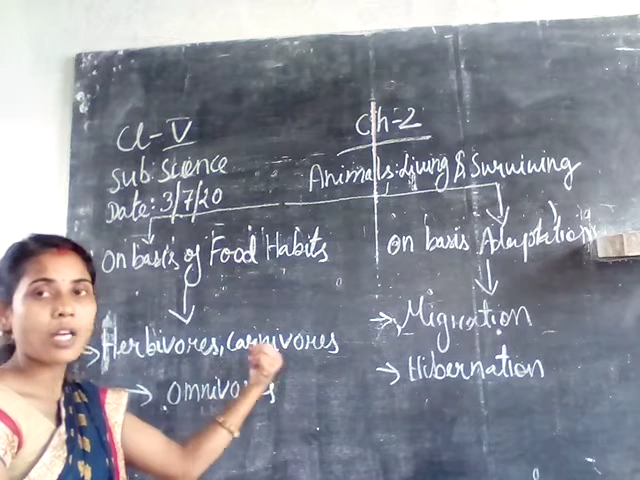 Cl-V
Sub: Science
Date: 3/7/20
Ch-2
Animals: Living & Surviving
On basis of Food Habits
→ Herbivores, Carnivores
→ Omnivores
On basis Adaptation
→ Migration
→ Hibernation